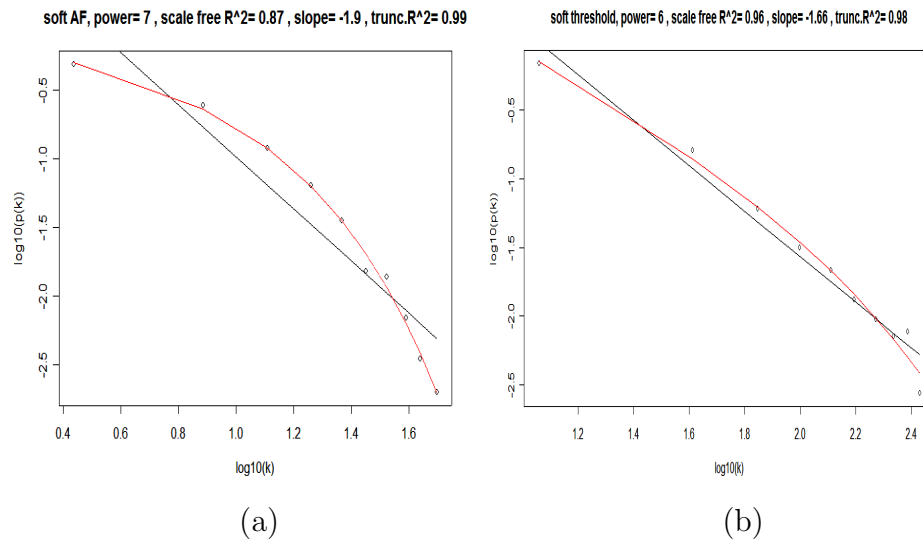 soft AF, power= 7 , scale free R^2= 0.87 , slope= -1.9 , trunc.R^2= 0.99
log10(p(k))
-0.5
-1.0
-1.5
-2.0
-2.5
0.4 0.6 0.8 1.0 1.2 1.4 1.6
log10(k)
(a)
soft threshold, power= 6 , scale free R^2= 0.96 , slope= -1.66 , trunc.R^2= 0.98
log10(p(k))
-0.5
-1.0
-1.5
-2.0
-2.5
1.2 1.4 1.6 1.8 2.0 2.2 2.4
log10(k)
(b)